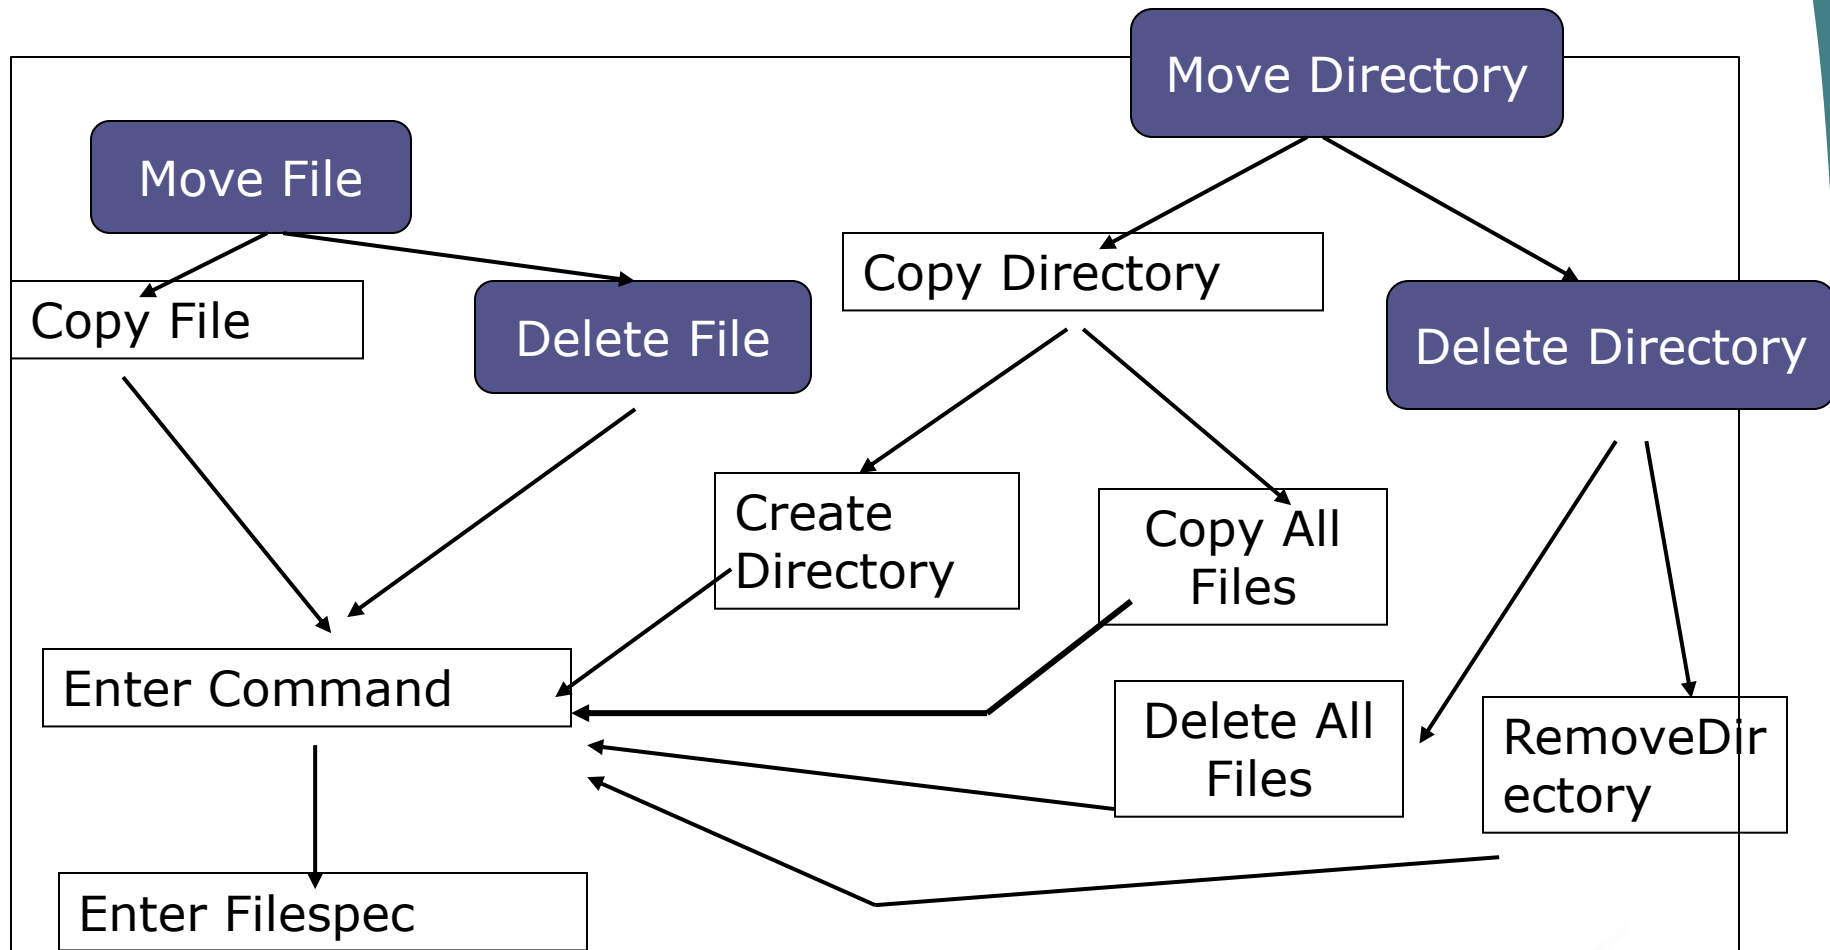 Move Directory
Move File
Copy Directory
Copy File
Delete File
Delete Directory
Create
Directory
Copy All
Files
Enter Command
Delete All
Files
RemoveDir
ectory
Enter Filespec